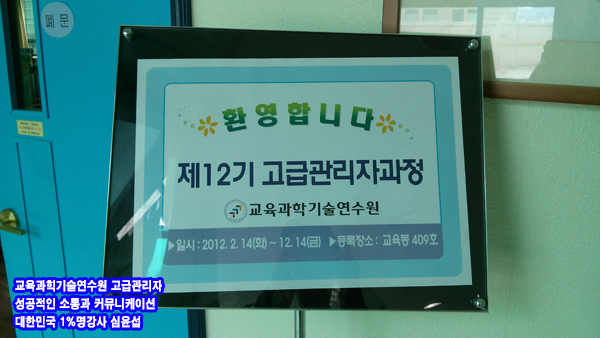 환영합니다
제12기 고급관리자과정
교육과학기술연수원
▶일시 : 2012. 2. 14(화) ~ 12. 14(금) ▶등록장소 : 교육동 409호
교육과학기술연수원 고급관리자
성공적인 소통과 커뮤니케이션
대한민국 1%명강사 심윤섭